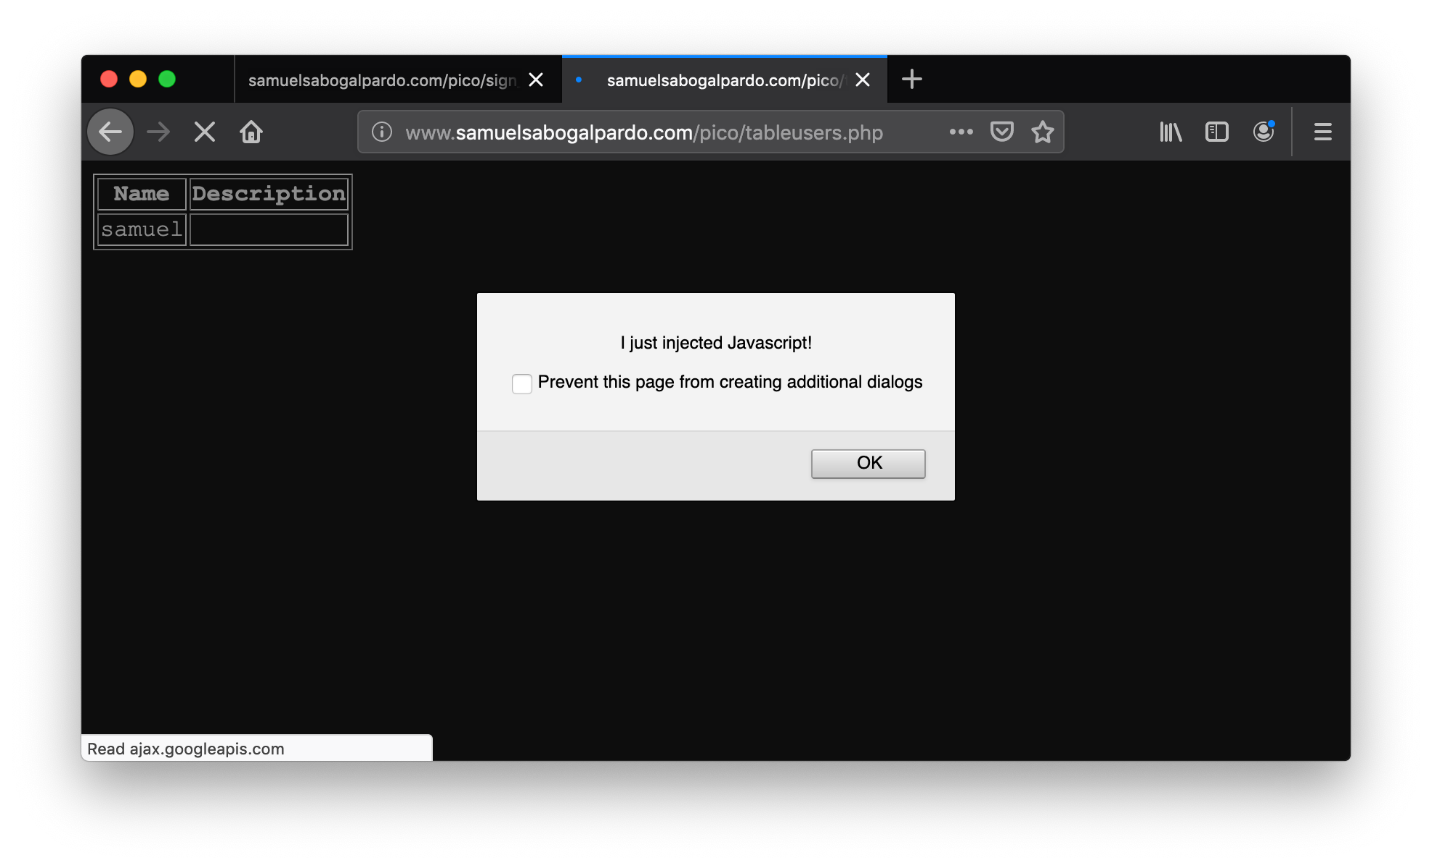 samuelsabogalpardo.com/pico/sign
samuelsabogalpardo.com/pico/
www.samuelsabogalpardo.com/pico/tableusers.php
Name Description
samuel
I just injected Javascript!
Prevent this page from creating additional dialogs
OK
Read ajax.googleapis.com